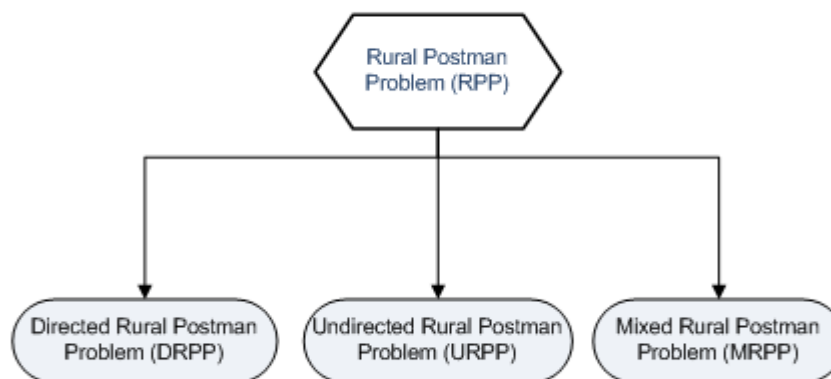 Rural Postman
Problem (RPP)
Directed Rural Postman
Problem (DRPP)
Undirected Rural Postman
Problem (URPP)
Mixed Rural Postman
Problem (MRPP)